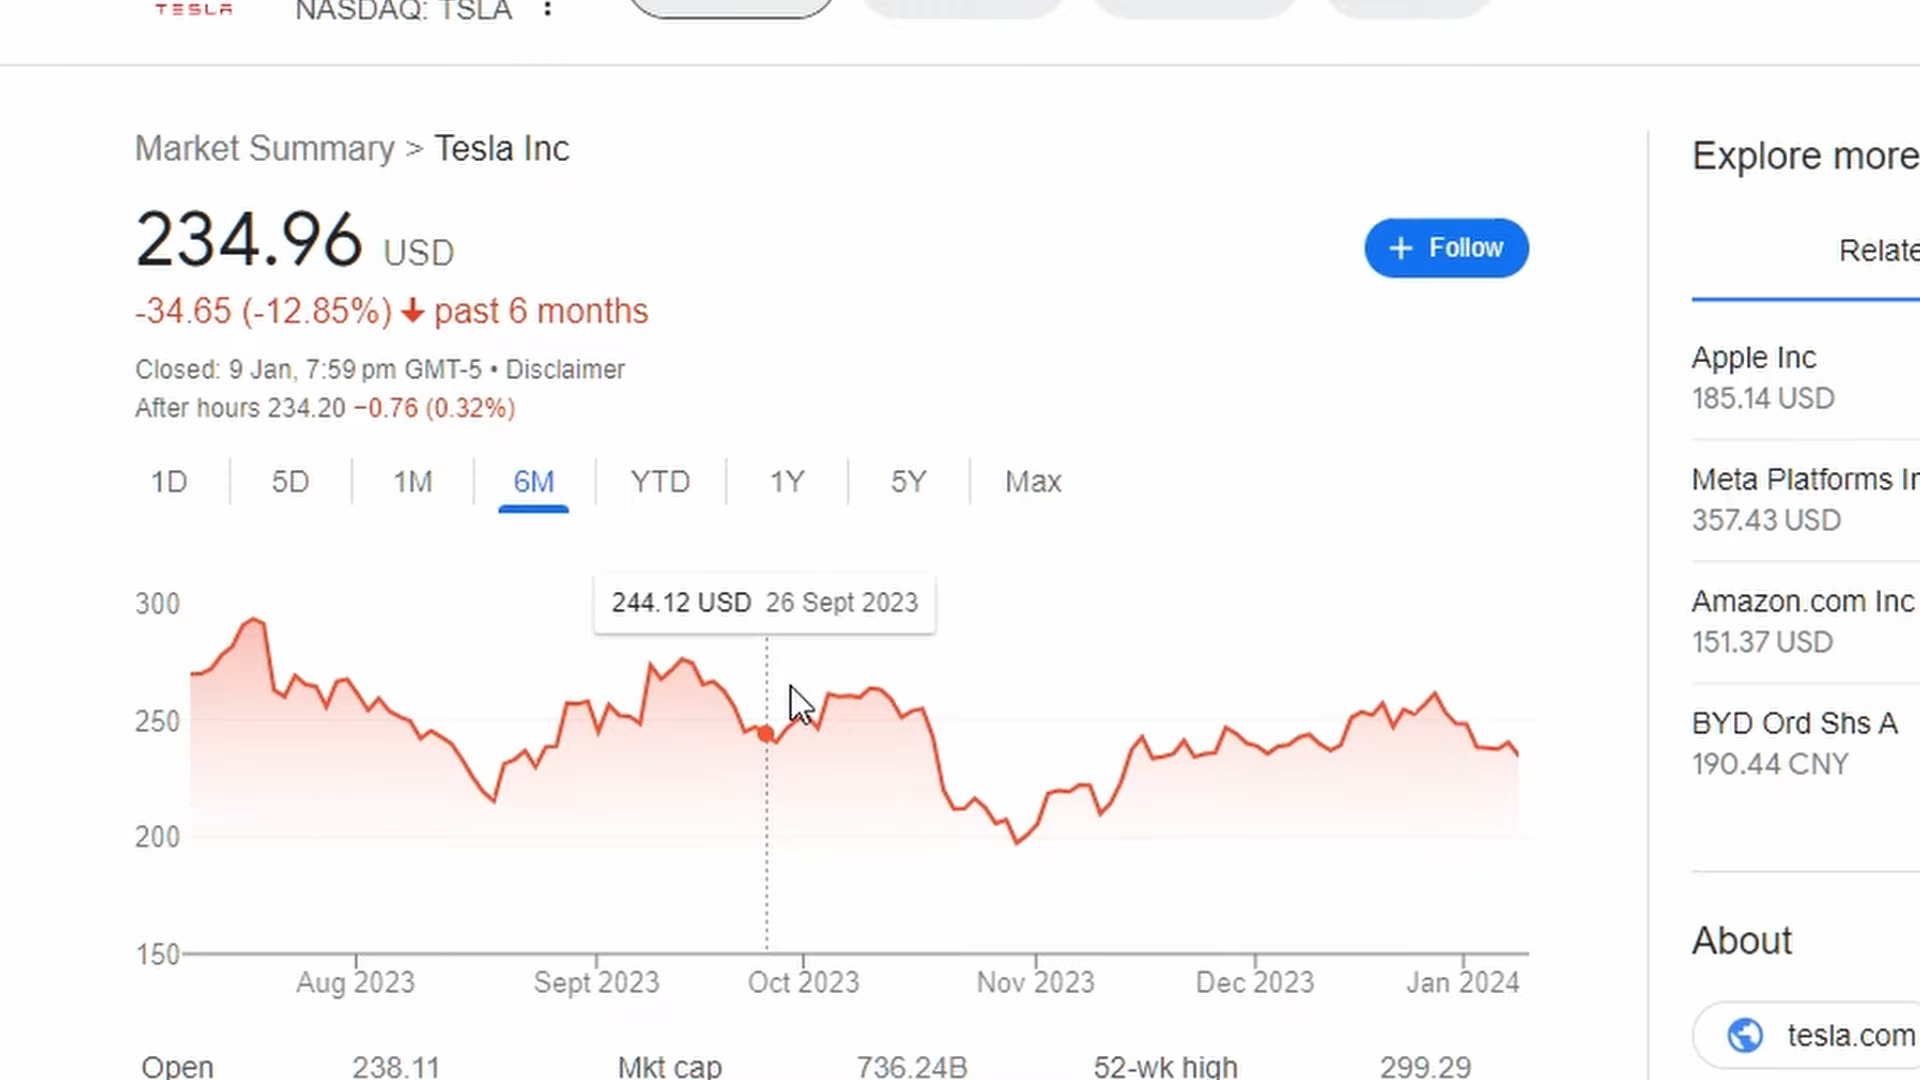 TESLA
NASDAQ: TSLA
Market Summary > Tesla Inc
234.96 USD
+ Follow
-34.65 (-12.85%) past 6 months
Closed: 9 Jan, 7:59 pm GMT-5 • Disclaimer
After hours 234.20 −0.76 (0.32%)
1D 5D 1M 6M YTD 1Y 5Y Max
244.12 USD 26 Sept 2023
300
250
200
150
Aug 2023 Sept 2023 Oct 2023 Nov 2023 Dec 2023 Jan 2024
Open 238.11 Mkt cap 736.24B 52-wk high 299.29
Explore more
Relate
Apple Inc
185.14 USD
Meta Platforms In
357.43 USD
Amazon.com Inc
151.37 USD
BYD Ord Shs A
190.44 CNY
About
tesla.com